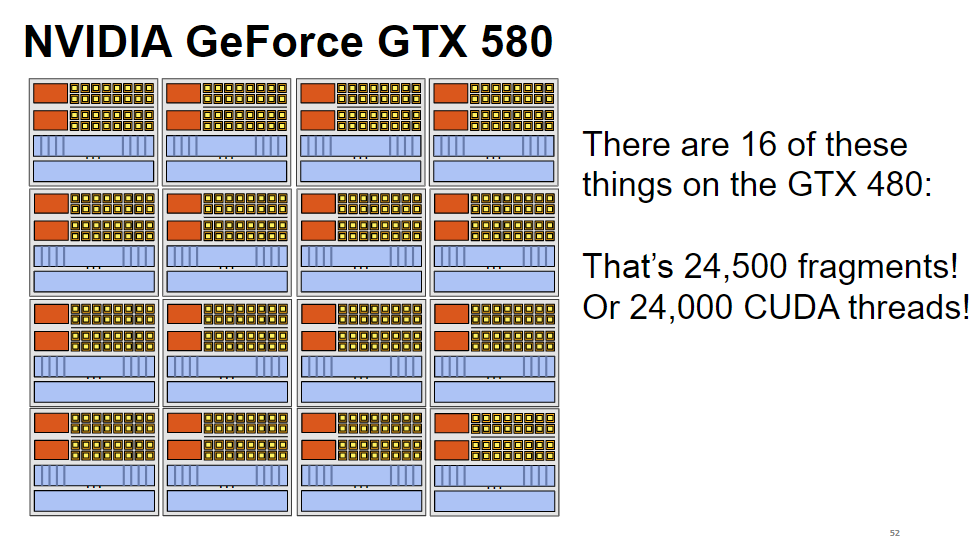 NVIDIA GeForce GTX 580
There are 16 of these
things on the GTX 480:
That’s 24,500 fragments!
Or 24,000 CUDA threads!
52